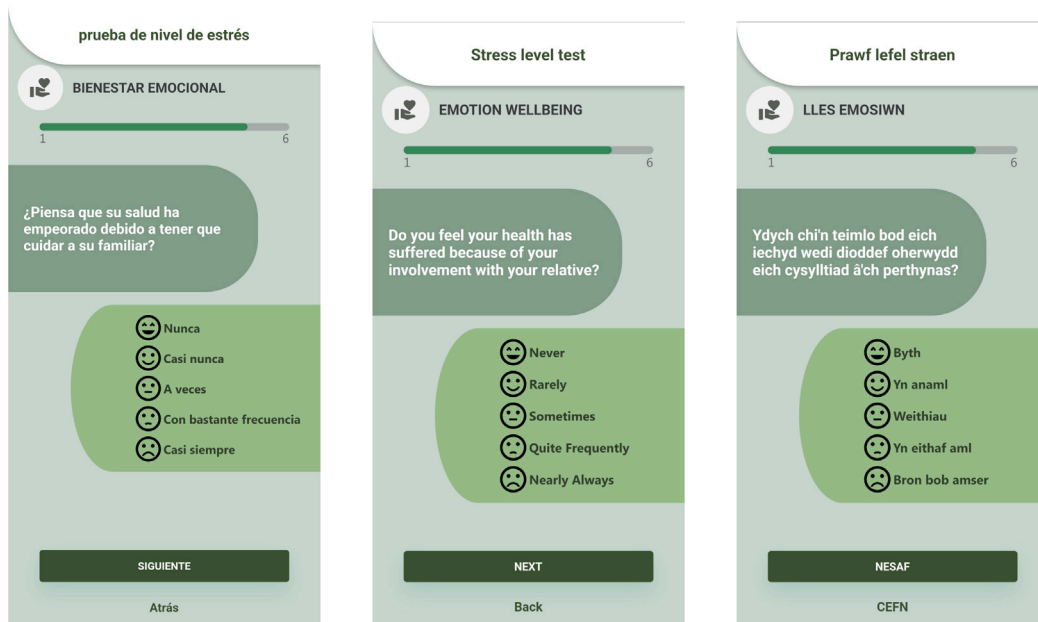 prueba de nivel de estrés
BIENESTAR EMOCIONAL
1 6
¿Piensa que su salud ha
empeorado debido a tener que
cuidar a su familiar?
Nunca
Casi nunca
A veces
Con bastante frecuencia
Casi siempre
SIGUIENTE
Atrás
Stress level test
EMOTION WELLBEING
1 6
Do you feel your health has
suffered because of your
involvement with your relative?
Never
Rarely
Sometimes
Quite Frequently
Nearly Always
NEXT
Back
Prawf lefel straen
LLES EMOSIWN
1 6
Ydych chi'n teimlo bod eich
iechyd wedi dioddef oherwydd
eich cysylltiad â'ch perthynas?
Byth
Yn anaml
Weithiau
Yn eithaf aml
Bron bob amser
NESAF
CEFN